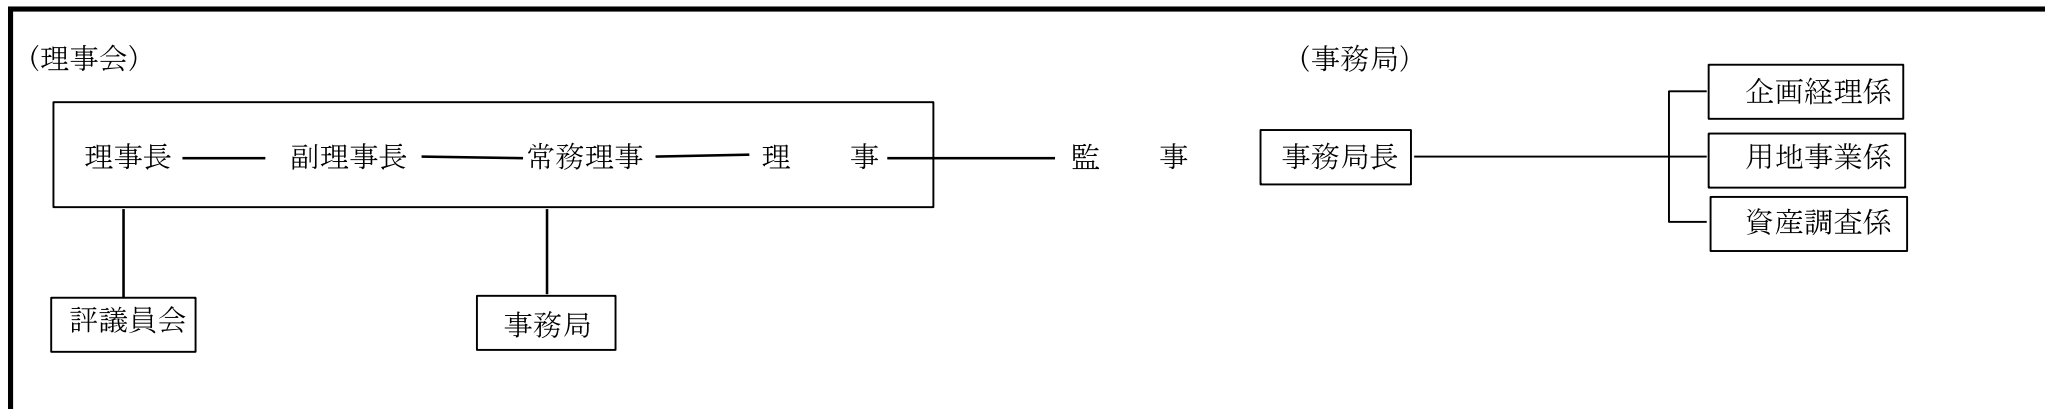 （理事会）
（事務局）
企画経理係
理事長 副理事長 常務理事 理 事 監 事
事務局長
用地事業係
資産調査係
評議員会
事務局